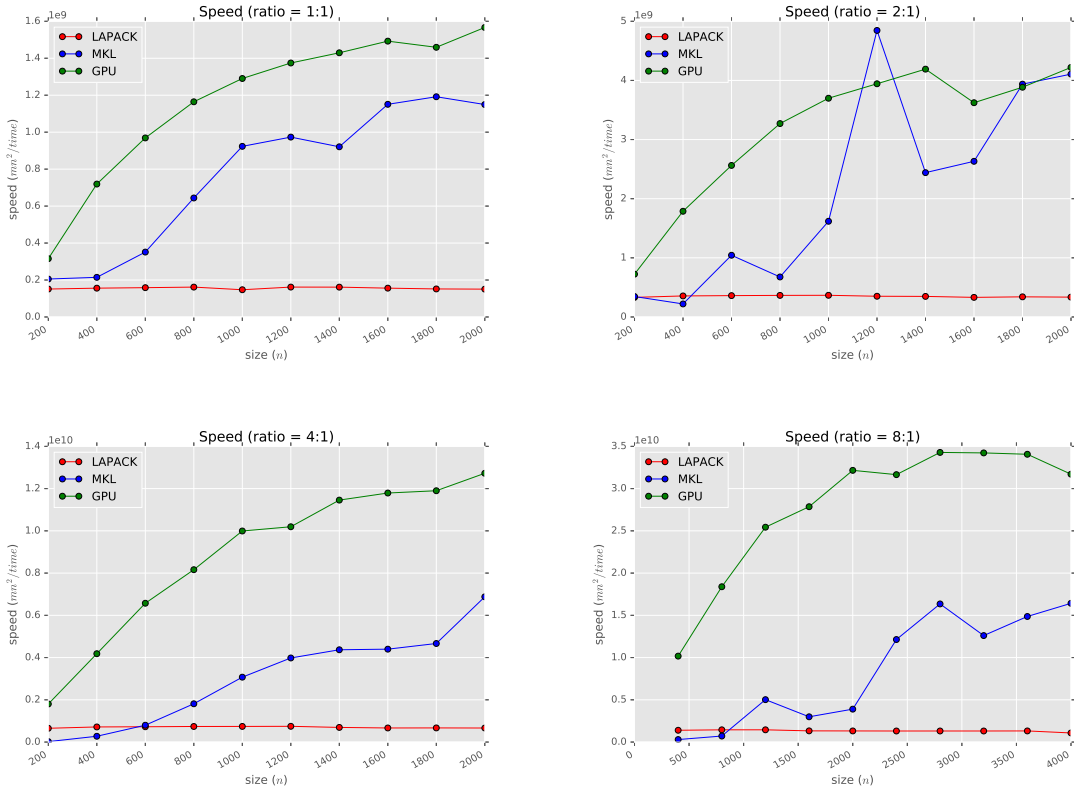 Speed (ratio = 1:1)
1e9
LAPACK
MKL
GPU
1.6
1.4
1.2
1.0
0.8
0.6
0.4
0.2
0.0
speed (mn²/time)
200 400 600 800 1000 1200 1400 1600 1800 2000
size (n)
Speed (ratio = 2:1)
1e9
LAPACK
MKL
GPU
5
4
3
2
1
0
speed (mn²/time)
200 400 600 800 1000 1200 1400 1600 1800 2000
size (n)
Speed (ratio = 4:1)
1e10
LAPACK
MKL
GPU
1.4
1.2
1.0
0.8
0.6
0.4
0.2
0.0
speed (mn²/time)
200 400 600 800 1000 1200 1400 1600 1800 2000
size (n)
Speed (ratio = 8:1)
1e10
LAPACK
MKL
GPU
3.5
3.0
2.5
2.0
1.5
1.0
0.5
0.0
speed (mn²/time)
0 500 1000 1500 2000 2500 3000 3500 4000
size (n)